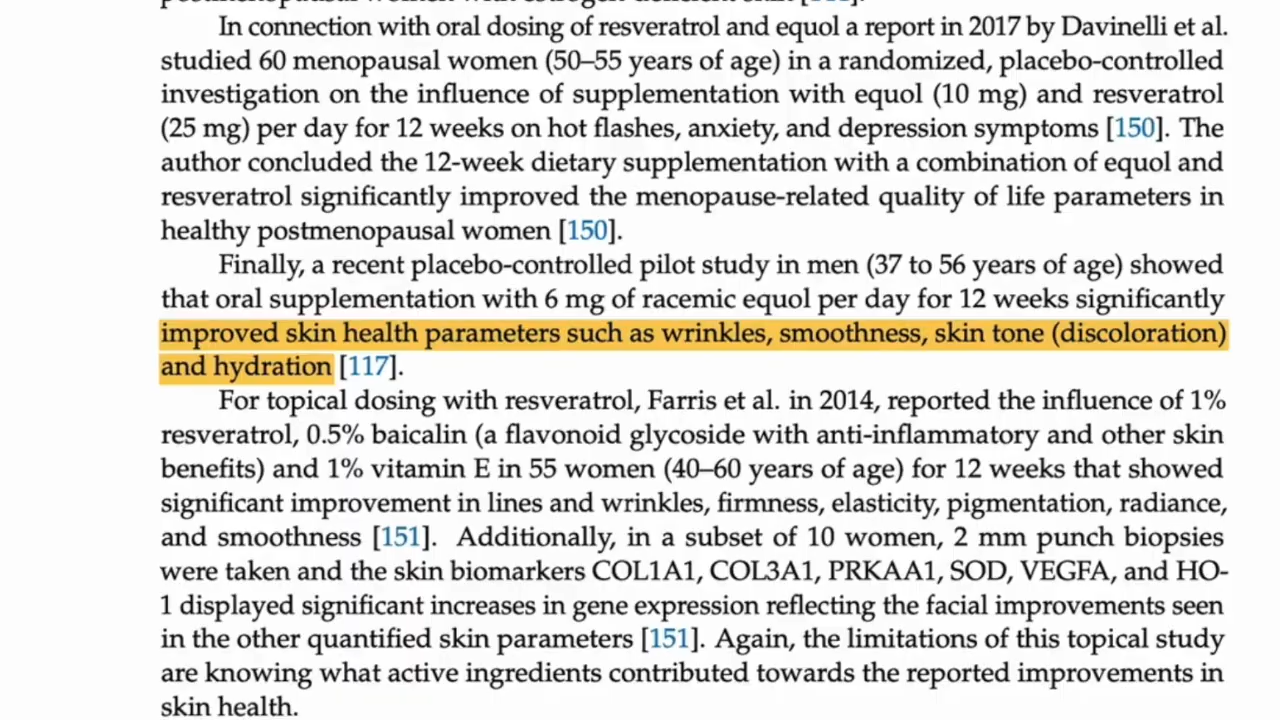 In connection with oral dosing of resveratrol and equol a report in 2017 by Davinelli et al.
studied 60 menopausal women (50–55 years of age) in a randomized, placebo-controlled
investigation on the influence of supplementation with equol (10 mg) and resveratrol
(25 mg) per day for 12 weeks on hot flashes, anxiety, and depression symptoms [150]. The
author concluded the 12-week dietary supplementation with a combination of equol and
resveratrol significantly improved the menopause-related quality of life parameters in
healthy postmenopausal women [150].
Finally, a recent placebo-controlled pilot study in men (37 to 56 years of age) showed
that oral supplementation with 6 mg of racemic equol per day for 12 weeks significantly
improved skin health parameters such as wrinkles, smoothness, skin tone (discoloration)
and hydration [117].
For topical dosing with resveratrol, Farris et al. in 2014, reported the influence of 1%
resveratrol, 0.5% baicalin (a flavonoid glycoside with anti-inflammatory and other skin
benefits) and 1% vitamin E in 55 women (40–60 years of age) for 12 weeks that showed
significant improvement in lines and wrinkles, firmness, elasticity, pigmentation, radiance,
and smoothness [151]. Additionally, in a subset of 10 women, 2 mm punch biopsies
were taken and the skin biomarkers COL1A1, COL3A1, PRKAA1, SOD, VEGFA, and HO-
1 displayed significant increases in gene expression reflecting the facial improvements seen
in the other quantified skin parameters [151]. Again, the limitations of this topical study
are knowing what active ingredients contributed towards the reported improvements in
skin health.